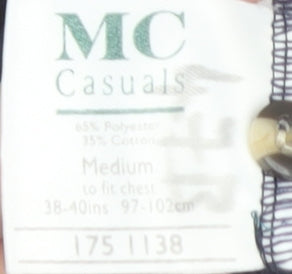 MC
Casuals
65% Polyester
35% Cotton
Medium
to fit chest
38-40ins 97-102cm
175 1138